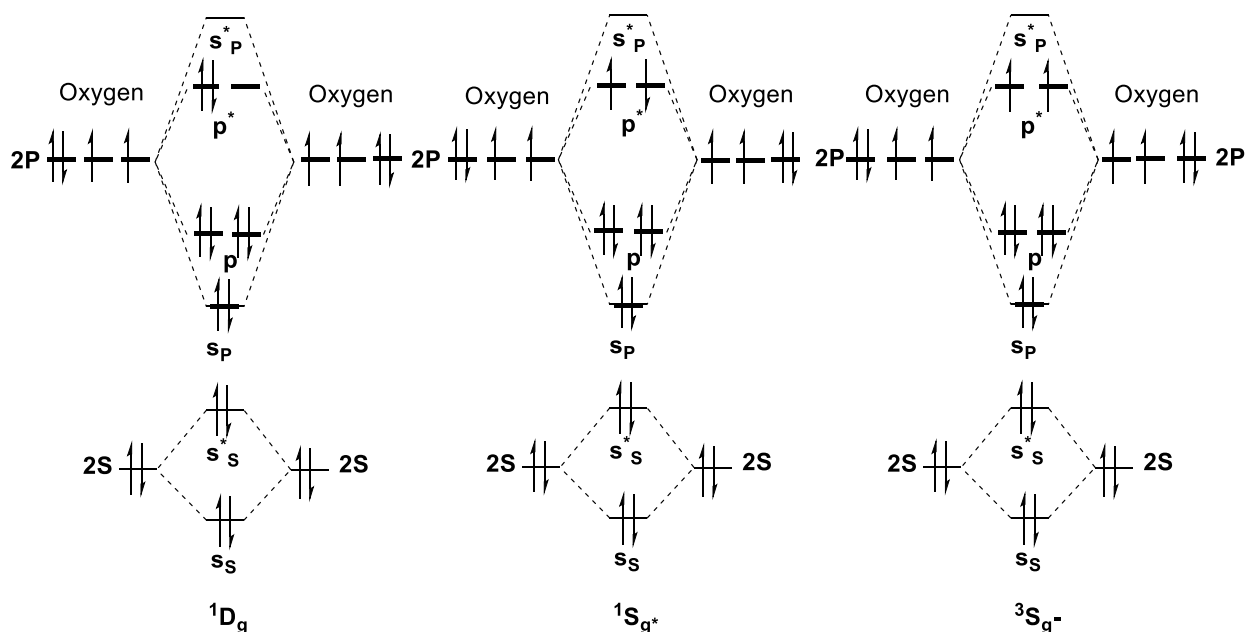 s*P s*P s*P
Oxygen Oxygen Oxygen Oxygen Oxygen Oxygen
p* p* p*
2P 2P 2P 2P
p p p
sP sP sP
s*S s*S s*S
2S 2S 2S 2S 2S 2S
sS sS sS
1Dg 1Sg* 3Sg-